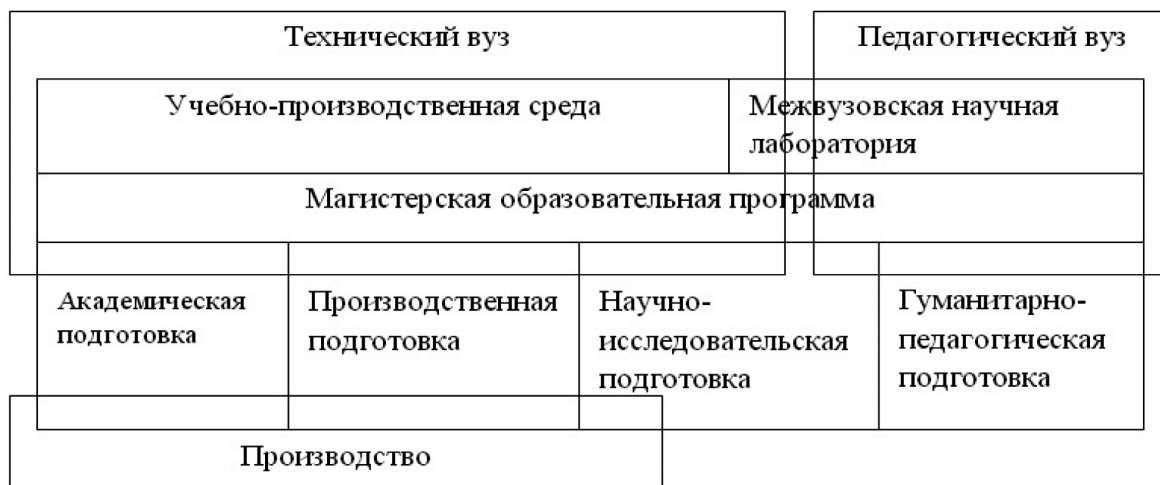 Технический вуз
Педагогический вуз
Учебно-производственная среда
Межвузовская научная
лаборатория
Магистерская образовательная программа
Академическая
подготовка
Производственная
подготовка
Научно-
исследовательская
подготовка
Гуманитарно-
педагогическая
подготовка
Производство